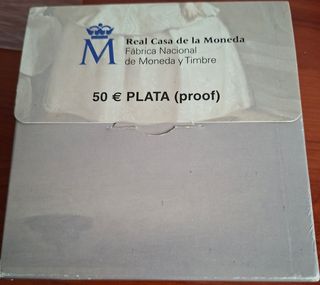 M
Real Casa de la Moneda
Fábrica Nacional
de Moneda y Timbre
50 € PLATA (proof)